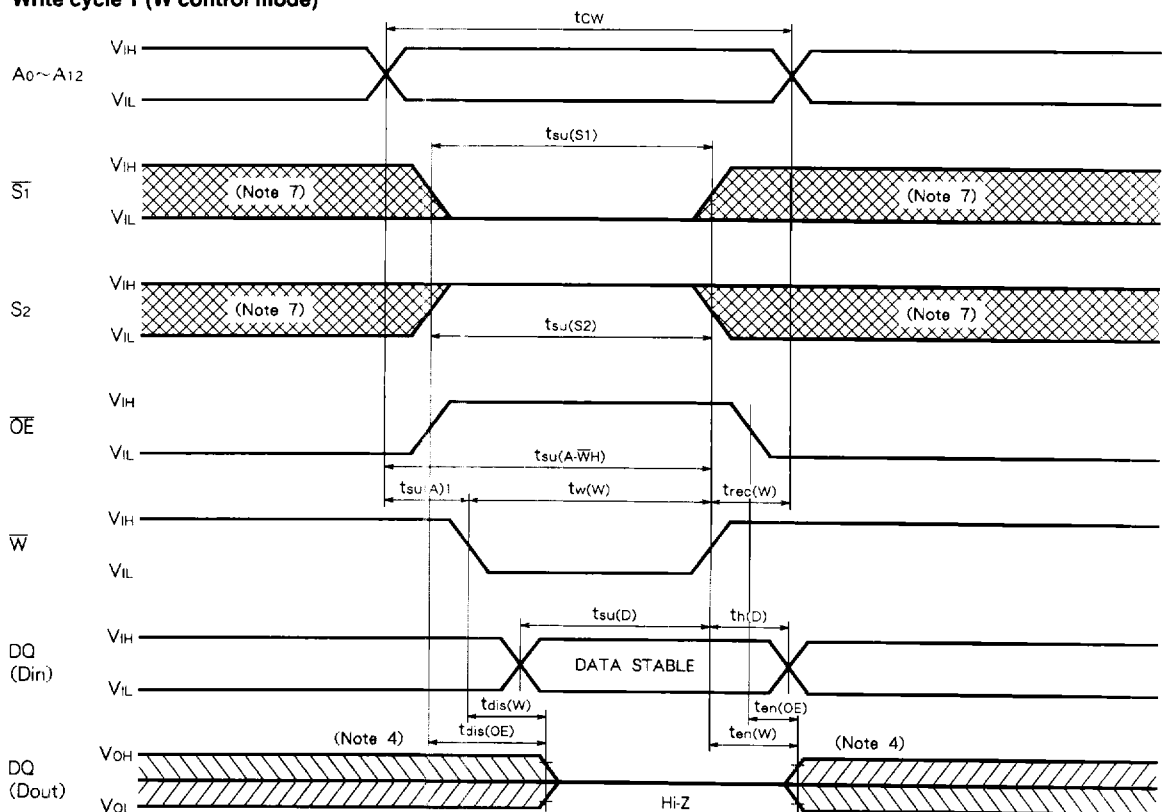 Write cycle 1 (W control mode)
tCW
VIH
A0~A12
VIL
tsu(S1)
VIH
S1
(Note 7)
(Note 7)
VIL
VIH
S2
(Note 7)
(Note 7)
tsu(S2)
VIL
VIH
OE
VIL
tsu(A-WH)
tsu(A)1
tw(W)
trec(W)
VIH
W
VIL
tsu(D)
th(D)
VIH
DQ
(Din)
DATA STABLE
VIL
tdis(W)
ten(OE)
tdis(OE)
ten(W)
(Note 4)
(Note 4)
VOH
DQ
(Dout)
VOL
Hi-Z